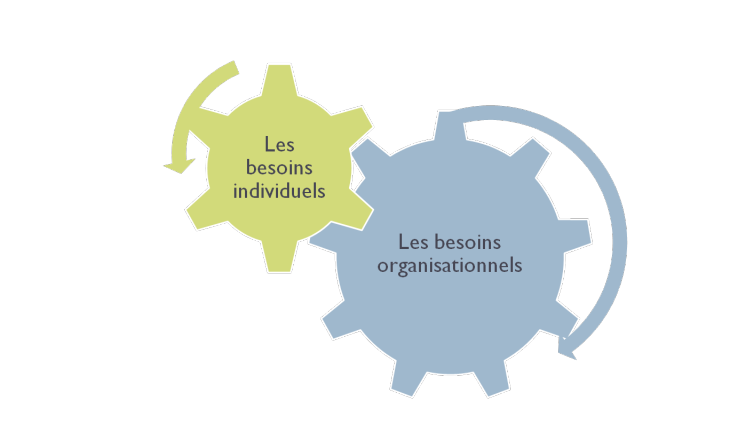 Les
besoins
individuels
Les besoins
organisationnels